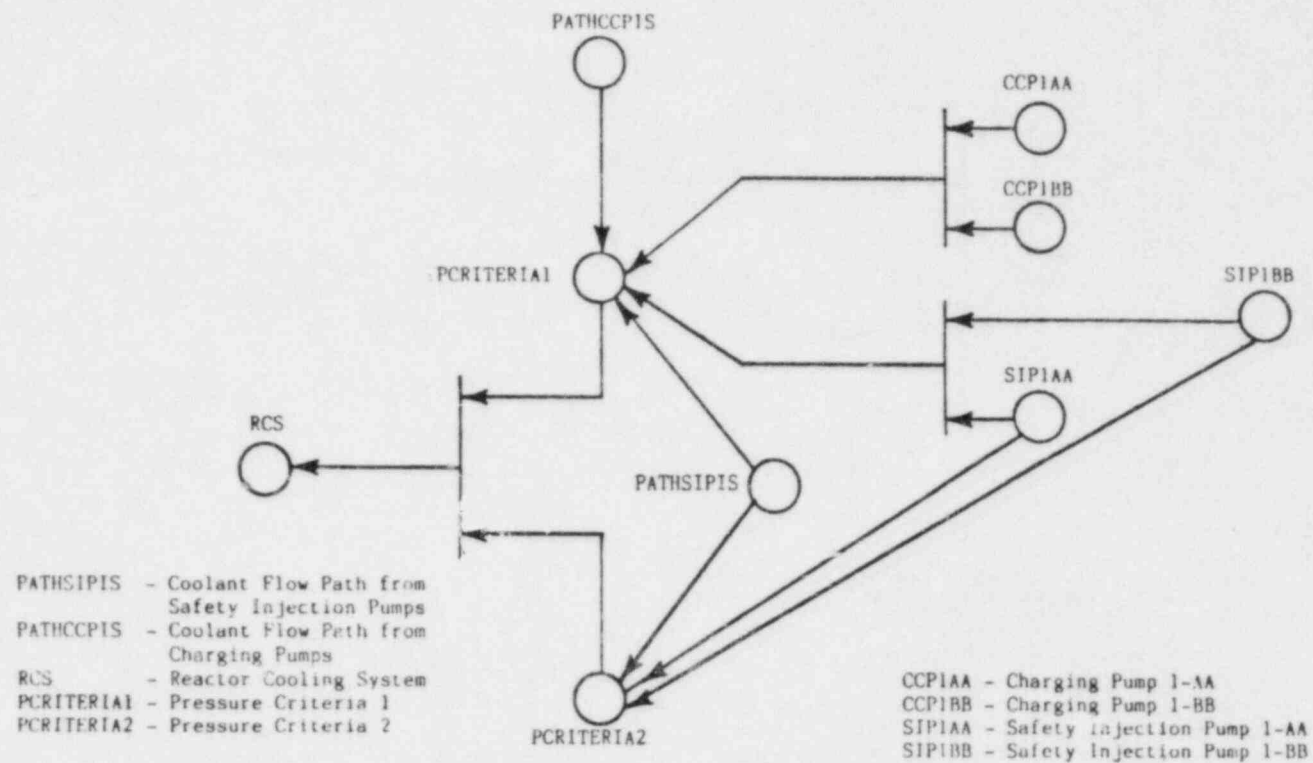 PATHCCPIS
CCP1AA
CCP1BB
PCRITERIA1
SIP1BB
SIP1AA
RCS
PATHSIPIS
PATHSIPIS - Coolant Flow Path from
Safety Injection Pumps
PATHCCPIS - Coolant Flow Path from
Charging Pumps
RCS - Reactor Cooling System
PCRITERIA1 - Pressure Criteria 1
PCRITERIA2 - Pressure Criteria 2
PCRITERIA2
CCP1AA - Charging Pump 1-AA
CCP1BB - Charging Pump 1-BB
SIP1AA - Safety Injection Pump 1-AA
SIP1BB - Safety Injection Pump 1-BB